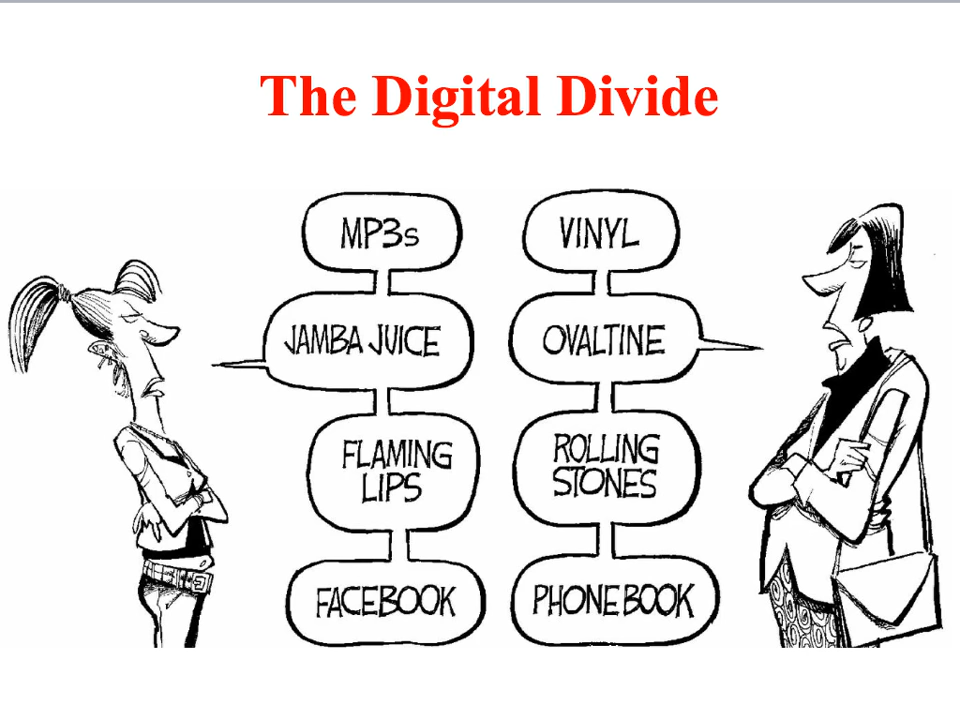 The Digital Divide
MP3s
JAMBA JUICE
FLAMING
LIPS
FACEBOOK
VINYL
OVALTINE
ROLLING
STONES
PHONEBOOK